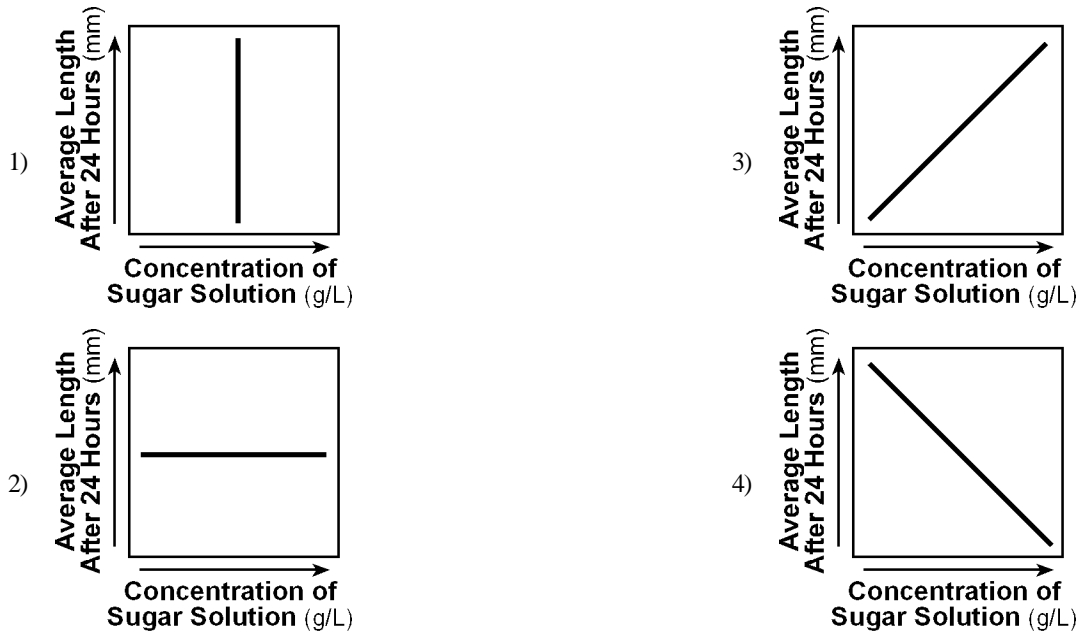 1)
Average Length
After 24 Hours (mm)
Concentration of
Sugar Solution (g/L)
2)
Average Length
After 24 Hours (mm)
Concentration of
Sugar Solution (g/L)
3)
Average Length
After 24 Hours (mm)
Concentration of
Sugar Solution (g/L)
4)
Average Length
After 24 Hours (mm)
Concentration of
Sugar Solution (g/L)